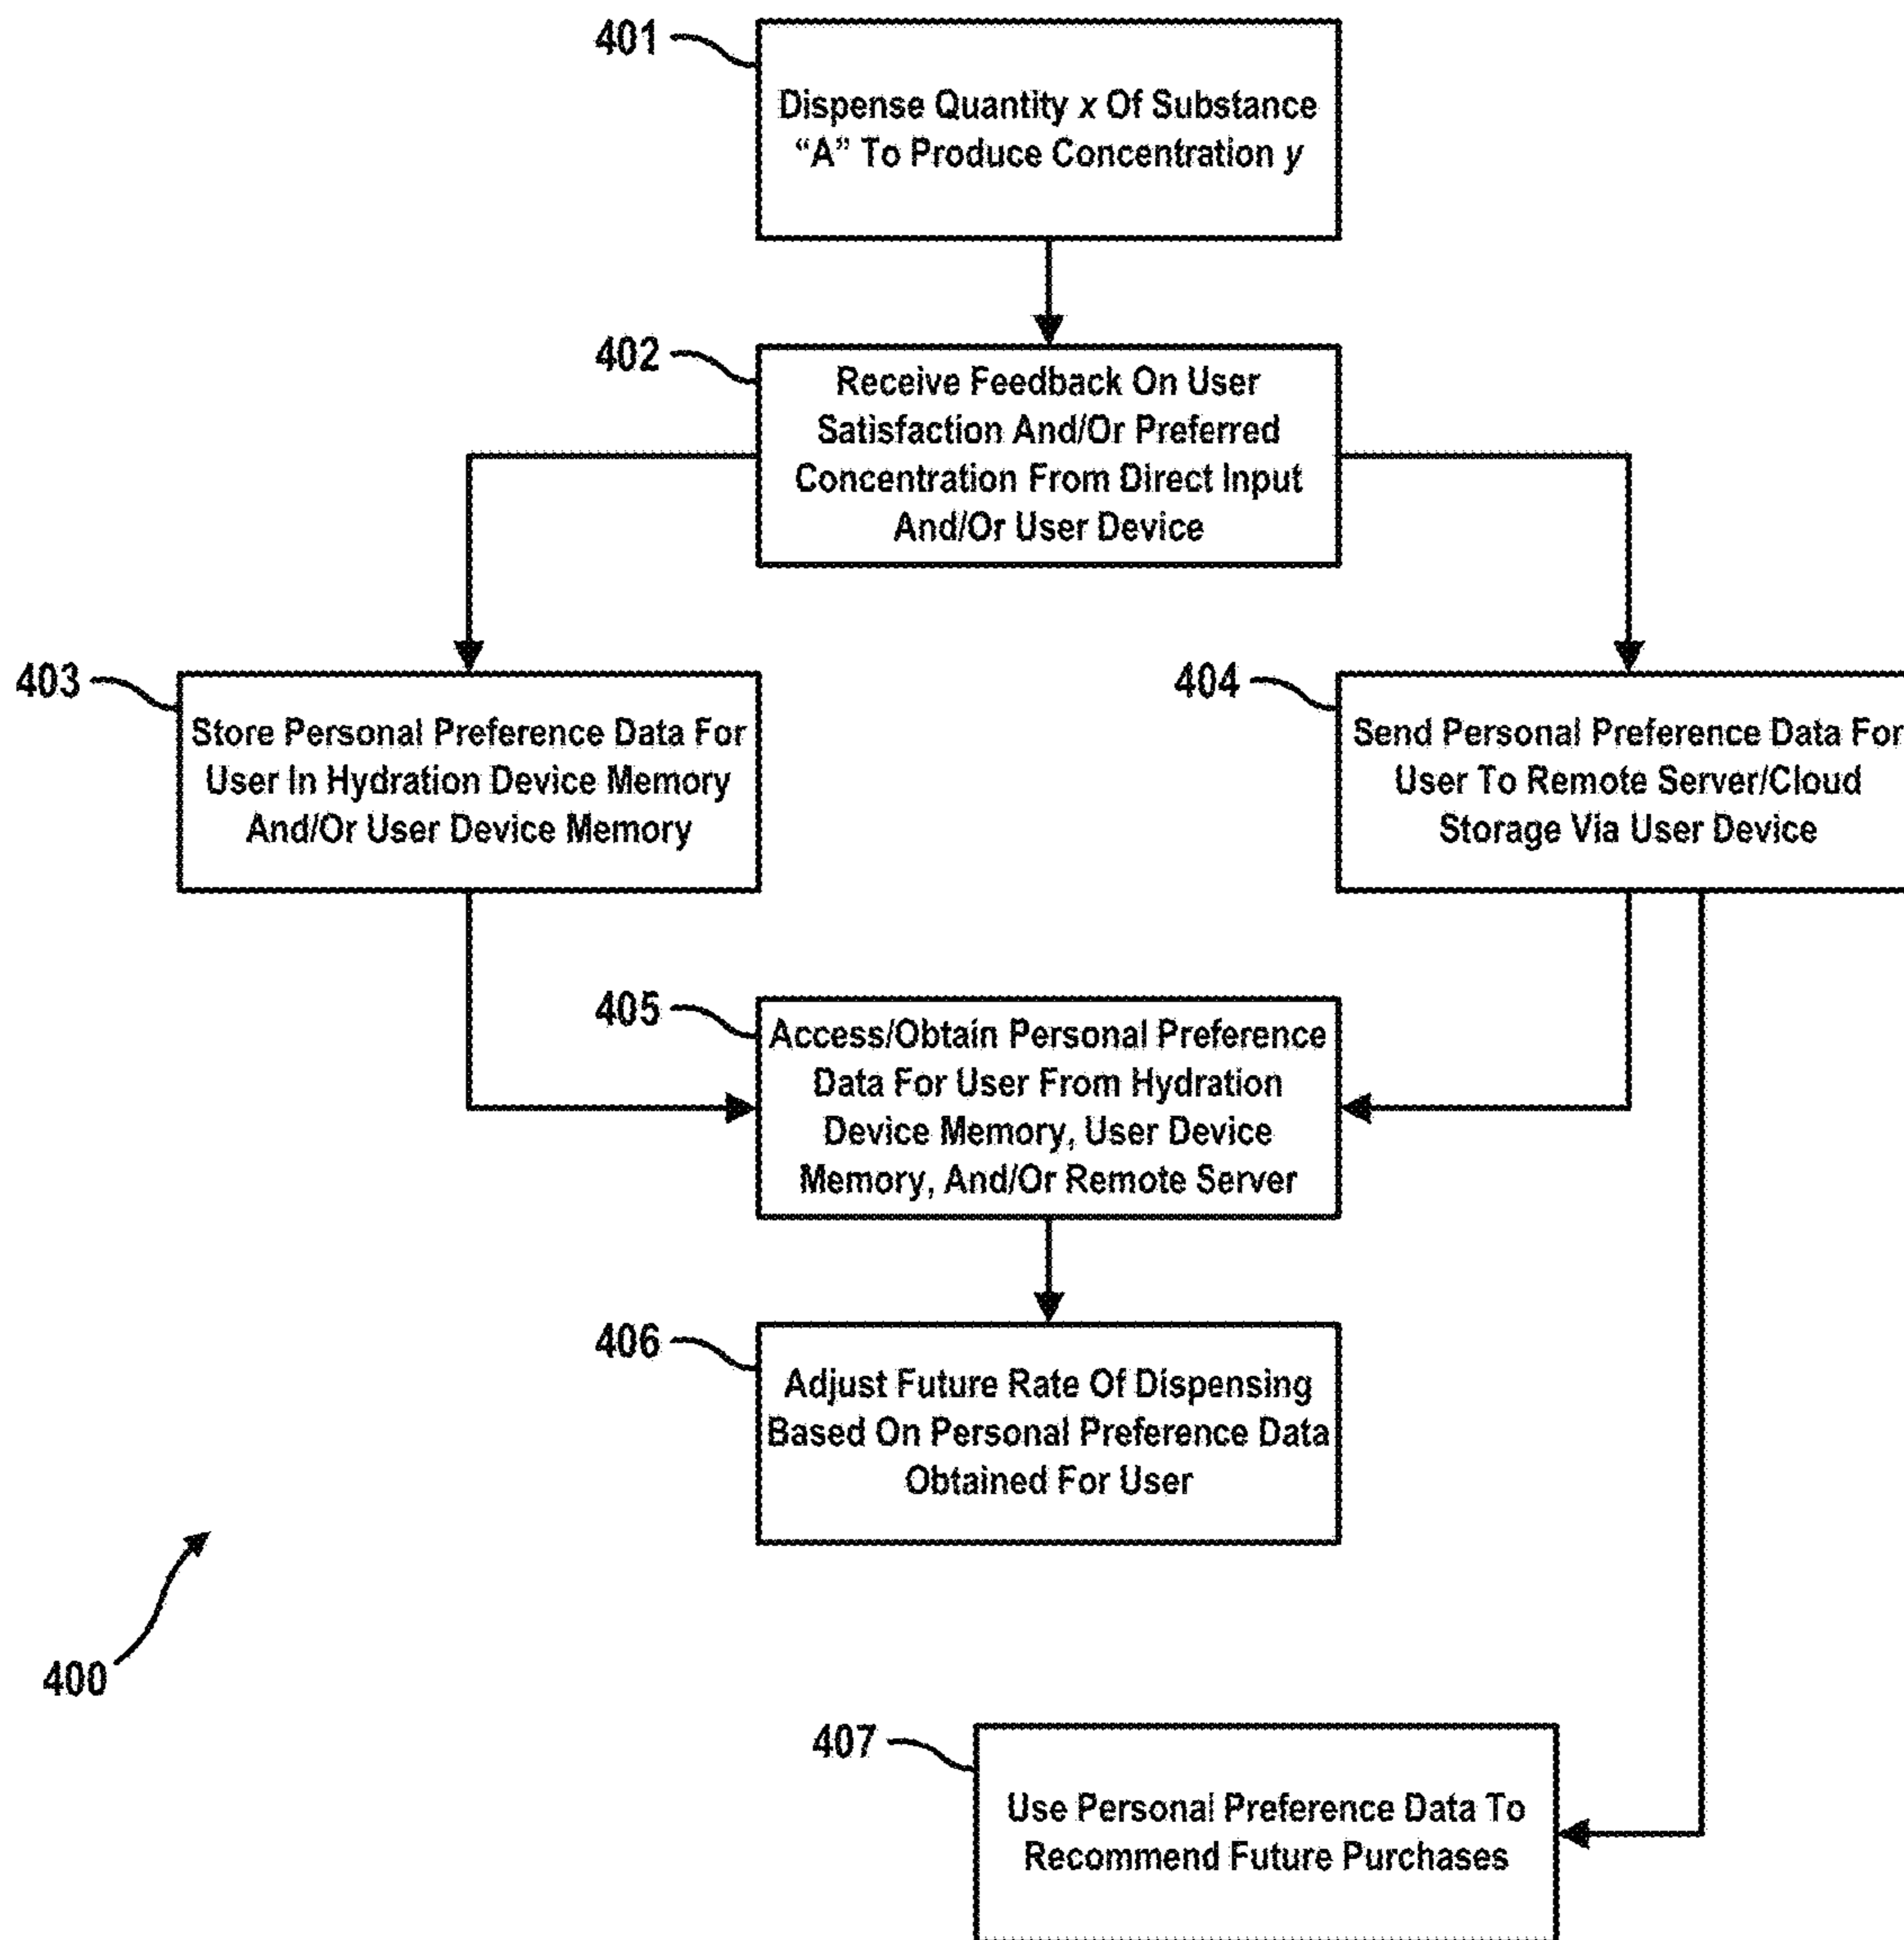 401
Dispense Quantity x Of Substance
“A” To Produce Concentration y
402
Receive Feedback On User
Satisfaction And/Or Preferred
Concentration From Direct Input
And/Or User Device
403
Store Personal Preference Data For
User In Hydration Device Memory
And/Or User Device Memory
404
Send Personal Preference Data For
User To Remote Server/Cloud
Storage Via User Device
405
Access/Obtain Personal Preference
Data For User From Hydration
Device Memory, User Device
Memory, And/Or Remote Server
406
Adjust Future Rate Of Dispensing
Based On Personal Preference Data
Obtained For User
400
407
Use Personal Preference Data To
Recommend Future Purchases